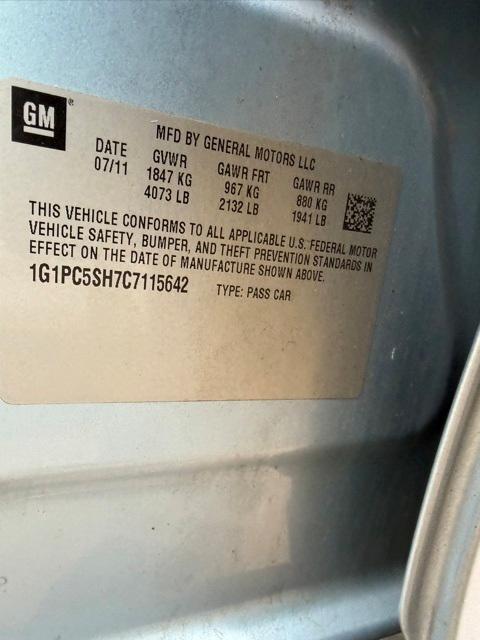 GM®
MFD BY GENERAL MOTORS LLC
DATE GVWR GAWR FRT GAWR RR
07/11 1847 KG 967 KG 880 KG
4073 LB 2132 LB 1941 LB
THIS VEHICLE CONFORMS TO ALL APPLICABLE U.S. FEDERAL MOTOR
VEHICLE SAFETY, BUMPER, AND THEFT PREVENTION STANDARDS IN
EFFECT ON THE DATE OF MANUFACTURE SHOWN ABOVE.
1G1PC5SH7C7115642 TYPE: PASS CAR